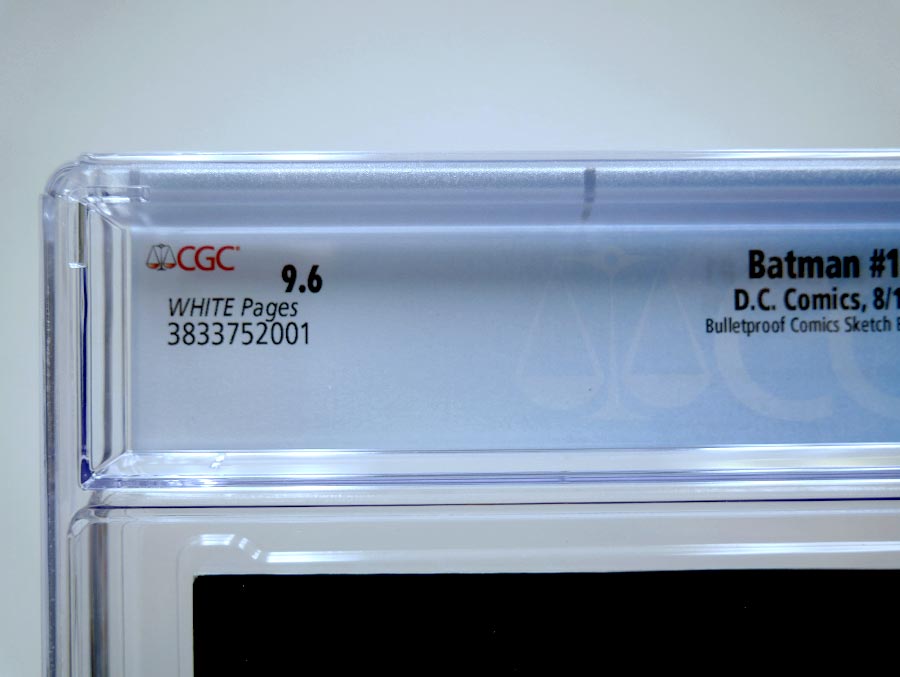 CGC
9.6
WHITE Pages
3833752001
Batman #1
D.C. Comics, 8/1
Bulletproof Comics Sketch E